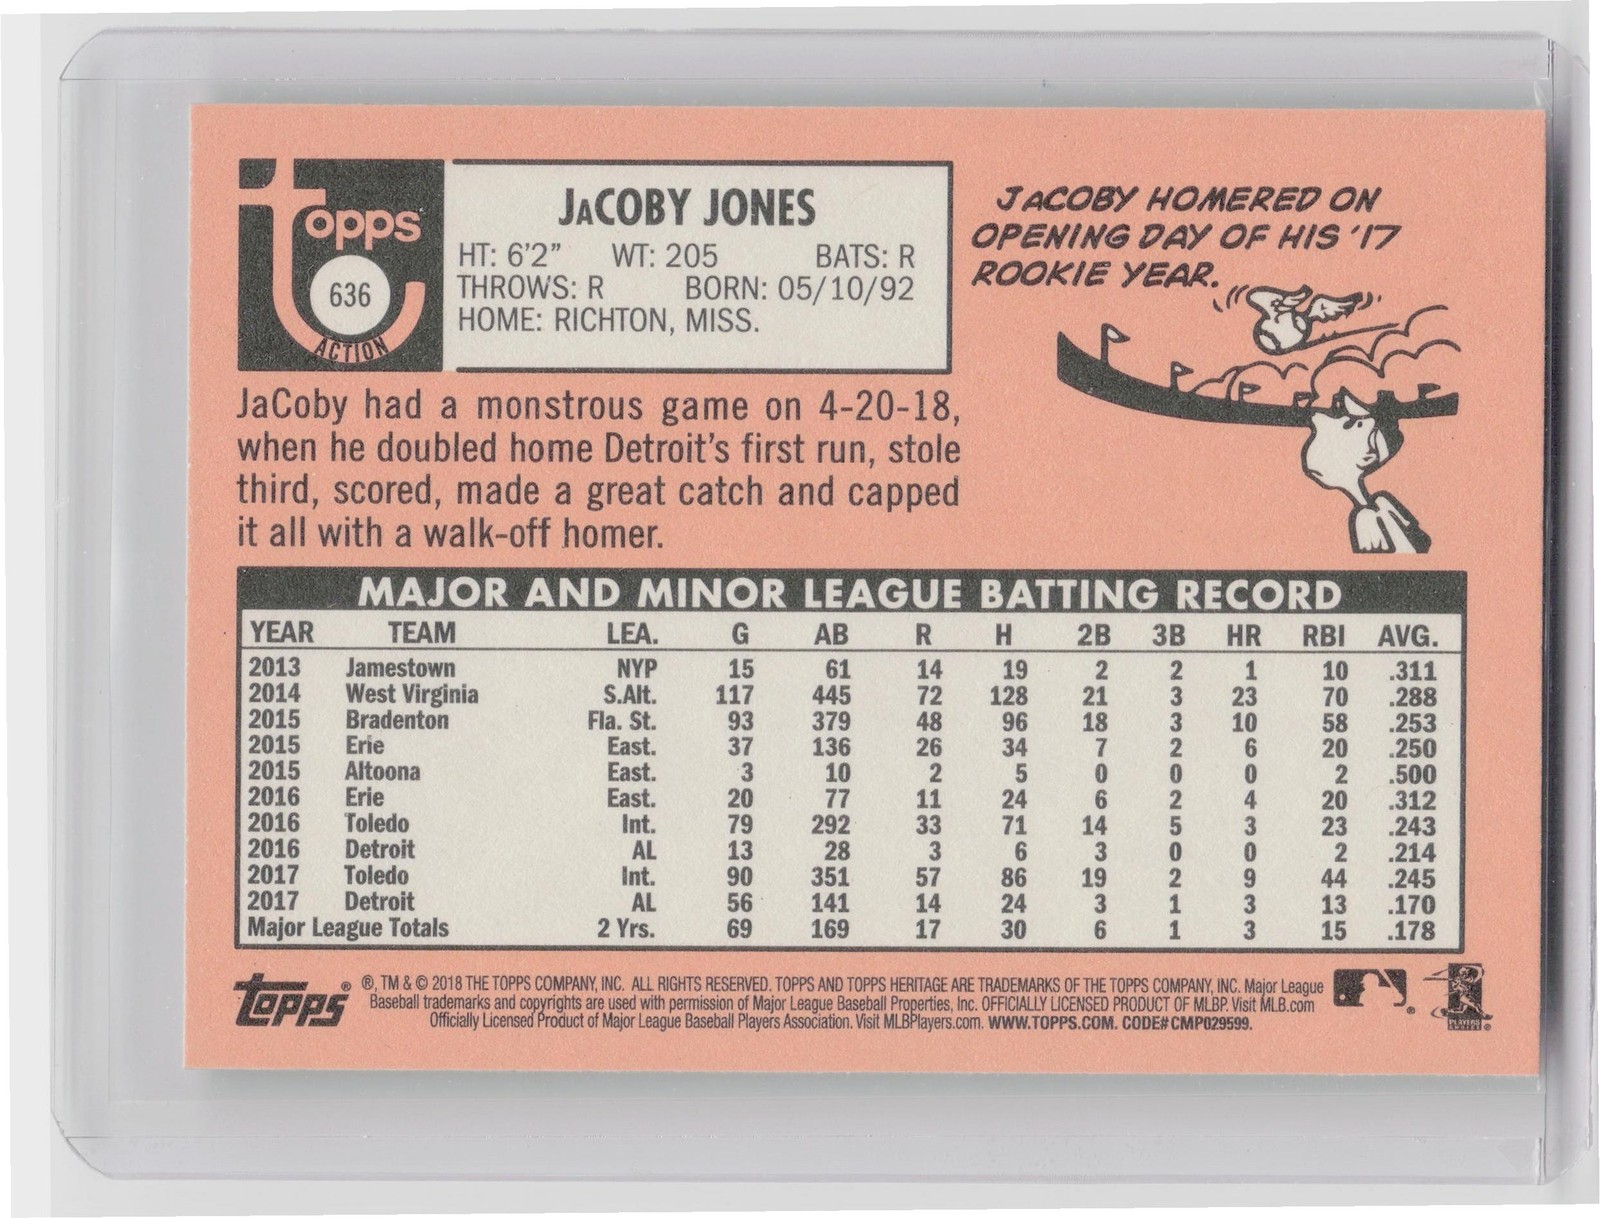 Topps
636
ACTION
JaCOBY JONES
HT: 6'2" WT: 205 BATS: R
THROWS: R BORN: 05/10/92
HOME: RICHTON, MISS.
JACOBY HOMERED ON
OPENING DAY OF HIS '17
ROOKIE YEAR.
JaCoby had a monstrous game on 4-20-18,
when he doubled home Detroit's first run, stole
third, scored, made a great catch and capped
it all with a walk-off homer.
MAJOR AND MINOR LEAGUE BATTING RECORD
YEAR TEAM LEA. G AB R H 2B 3B HR RBI AVG.
2013 Jamestown NYP 15 61 14 19 2 2 1 10 .311
2014 West Virginia S.Alt. 117 445 72 128 21 3 23 70 .288
2015 Bradenton Fla. St. 93 379 48 96 18 3 10 58 .253
2015 Erie East. 37 136 26 34 7 2 6 20 .250
2015 Altoona East. 3 10 2 5 0 0 0 2 .500
2016 Erie East. 20 77 11 24 6 2 4 20 .312
2016 Toledo Int. 79 292 33 71 14 5 3 23 .243
2016 Detroit AL 13 28 3 6 3 0 0 2 .214
2017 Toledo Int. 90 351 57 86 19 2 9 44 .245
2017 Detroit AL 56 141 14 24 3 1 3 13 .170
Major League Totals 2 Yrs. 69 169 17 30 6 1 3 15 .178
Topps® ®, TM & © 2018 THE TOPPS COMPANY, INC. ALL RIGHTS RESERVED. TOPPS AND TOPPS HERITAGE ARE TRADEMARKS OF THE TOPPS COMPANY, INC. Major League
Baseball trademarks and copyrights are used with permission of Major League Baseball Properties, Inc. OFFICIALLY LICENSED PRODUCT OF MLBP. Visit MLB.com
Officially Licensed Product of Major League Baseball Players Association. Visit MLBPlayers.com. WWW.TOPPS.COM. CODE# CMP029599.
PLAYERS
CHOICE